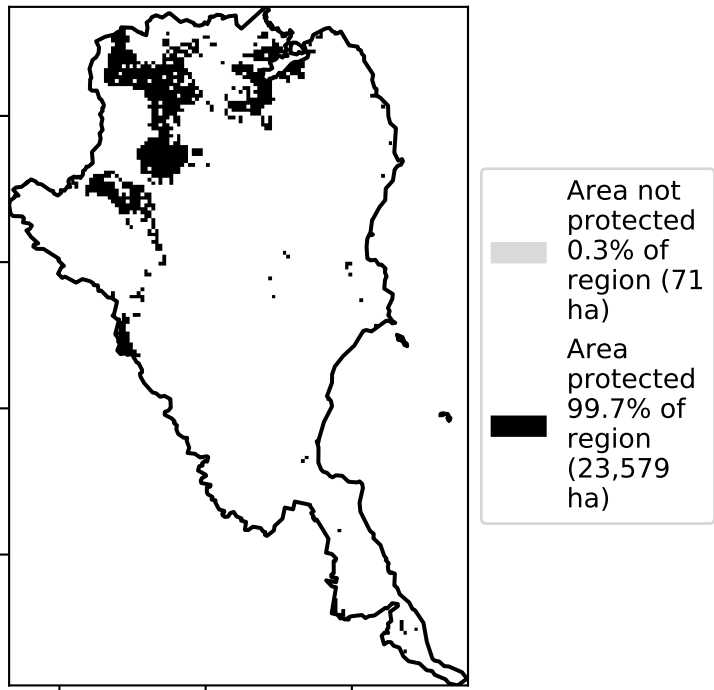 Area not
protected
0.3% of
region (71
ha)
Area
protected
99.7% of
region
(23,579
ha)